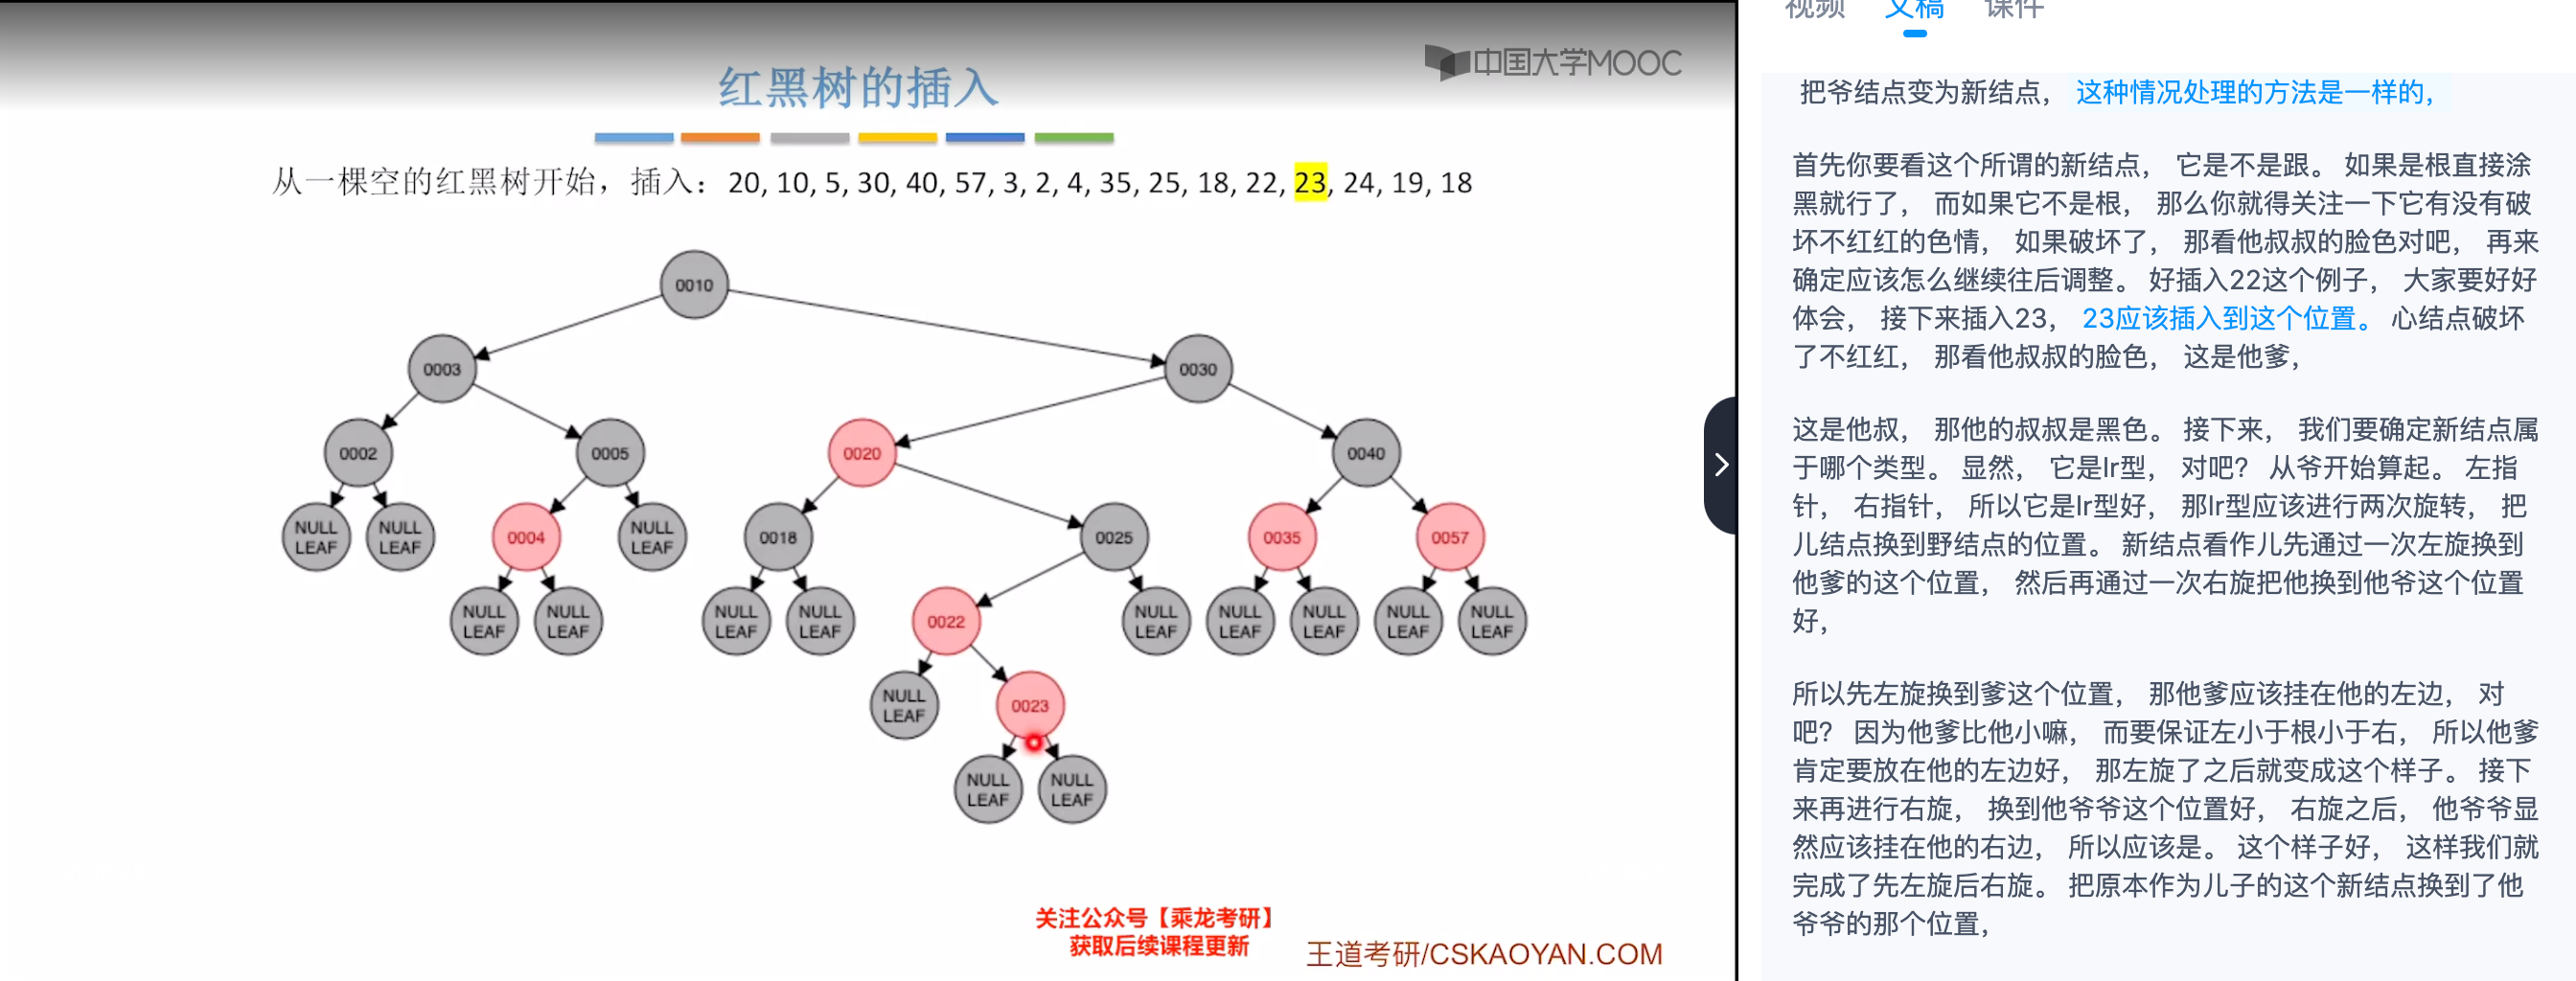 中国大学MOOC
红黑树的插入
从一棵空的红黑树开始，插入：20, 10, 5, 30, 40, 57, 3, 2, 4, 35, 25, 18, 22, 23, 24, 19, 18
0010
0003 0030
0002 0005 0020 0040
NULL LEAF NULL LEAF 0004 NULL LEAF 0018 0025 0035 0057
NULL LEAF NULL LEAF NULL LEAF NULL LEAF 0022 NULL LEAF NULL LEAF NULL LEAF NULL LEAF NULL LEAF
NULL LEAF 0023
NULL LEAF NULL LEAF
关注公众号【乘龙考研】
获取后续课程更新
王道考研/CSKAOYAN.COM
视频 文稿 课件
把爷结点变为新结点， 这种情况处理的方法是一样的，
首先你要看这个所谓的新结点， 它是不是跟。 如果是根直接涂
黑就行了， 而如果它不是根， 那么你就得关注一下它有没有破
坏不红红的色情， 如果破坏了， 那看他叔叔的脸色对吧， 再来
确定应该怎么继续往后调整。 好插入22这个例子， 大家要好好
体会， 接下来插入23， 23应该插入到这个位置。 心结点破坏
了不红红， 那看他叔叔的脸色， 这是他爹，
这是他叔， 那他的叔叔是黑色。 接下来， 我们要确定新结点属
于哪个类型。 显然， 它是lr型， 对吧？ 从爷开始算起。 左指
针， 右指针， 所以它是lr型好， 那lr型应该进行两次旋转， 把
儿结点换到野结点的位置。 新结点看作儿先通过一次左旋换到
他爹的这个位置， 然后再通过一次右旋把他换到他爷这个位置
好，
所以先左旋换到爹这个位置， 那他爹应该挂在他的左边， 对
吧？ 因为他爹比他小嘛， 而要保证左小于根小于右， 所以他爹
肯定要放在他的左边好， 那左旋了之后就变成这个样子。 接下
来再进行右旋， 换到他爷爷这个位置好， 右旋之后， 他爷爷显
然应该挂在他的右边， 所以应该是。 这个样子好， 这样我们就
完成了先左旋后右旋。 把原本作为儿子的这个新结点换到了他
爷爷的那个位置，